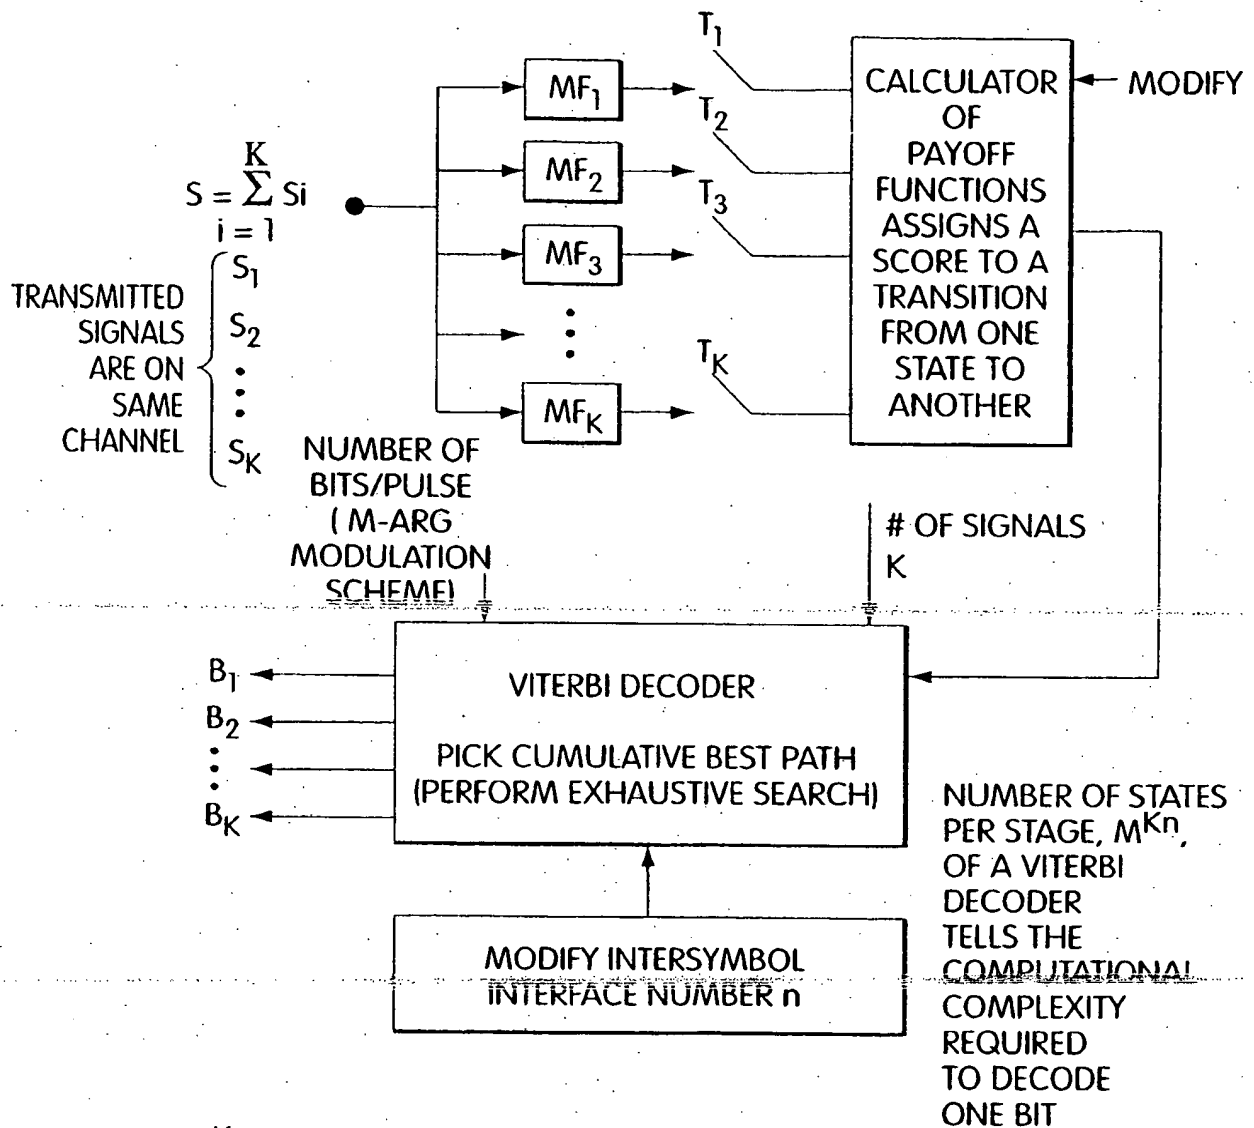 K
S = Σ Si
i = 1
TRANSMITTED
SIGNALS
ARE ON
SAME
CHANNEL
S1
S2
SK
MF1
MF2
MF3
MFK
T1
T2
T3
TK
CALCULATOR
OF
PAYOFF
FUNCTIONS
ASSIGNS A
SCORE TO A
TRANSITION
FROM ONE
STATE TO
ANOTHER
MODIFY
NUMBER OF
BITS/PULSE
( M-ARG
MODULATION
SCHEME)
# OF SIGNALS
K
VITERBI DECODER
PICK CUMULATIVE BEST PATH
(PERFORM EXHAUSTIVE SEARCH)
B1
B2
BK
MODIFY INTERSYMBOL
INTERFACE NUMBER n
NUMBER OF STATES
PER STAGE, M^Kn,
OF A VITERBI
DECODER
TELLS THE
COMPUTATIONAL
COMPLEXITY
REQUIRED
TO DECODE
ONE BIT